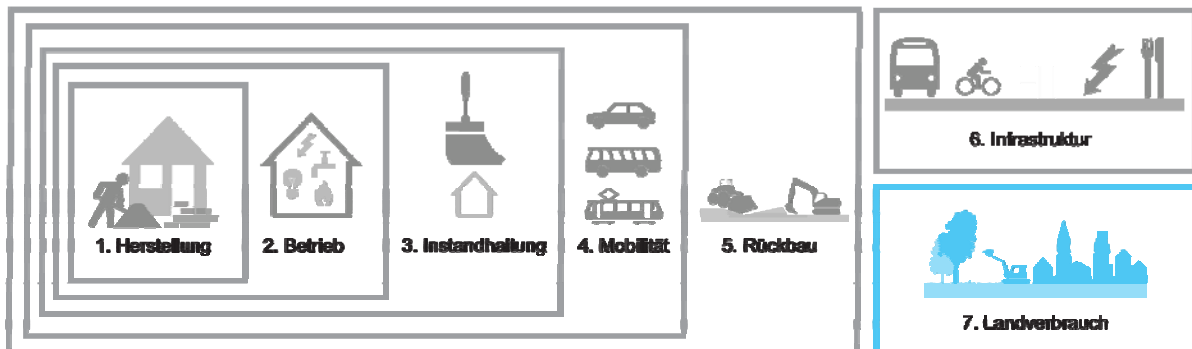 1. Herstellung
2. Betrieb
3. Instandhaltung
4. Mobilität
5. Rückbau
6. Infrastruktur
7. Landverbrauch